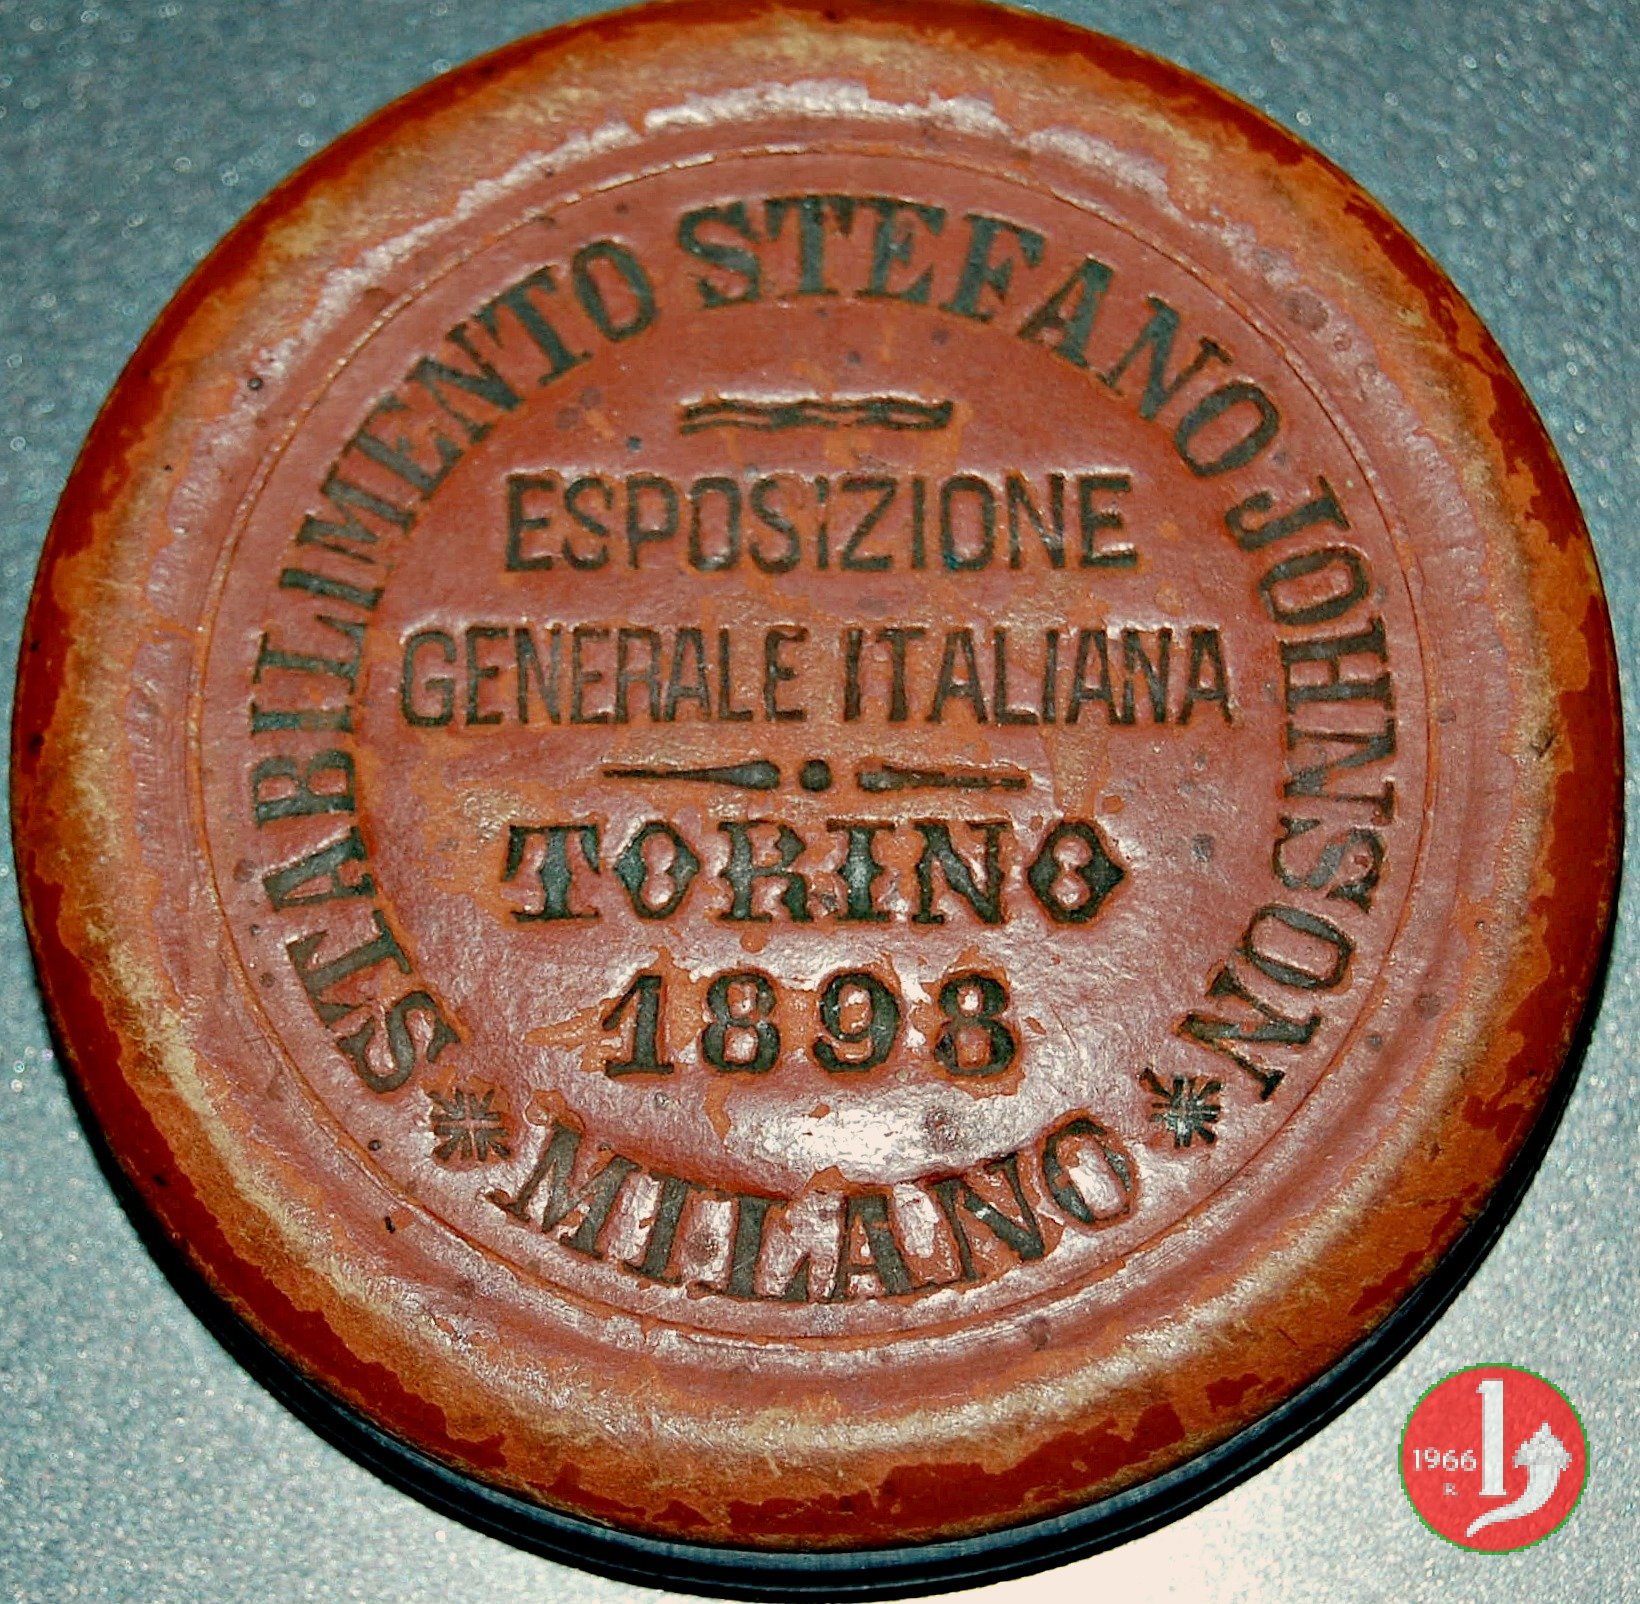 STABILIMENTO STEFANO JOHNSON
ESPOSIZIONE
GENERALE ITALIANA
TORINO
1898
MILANO
1966
R